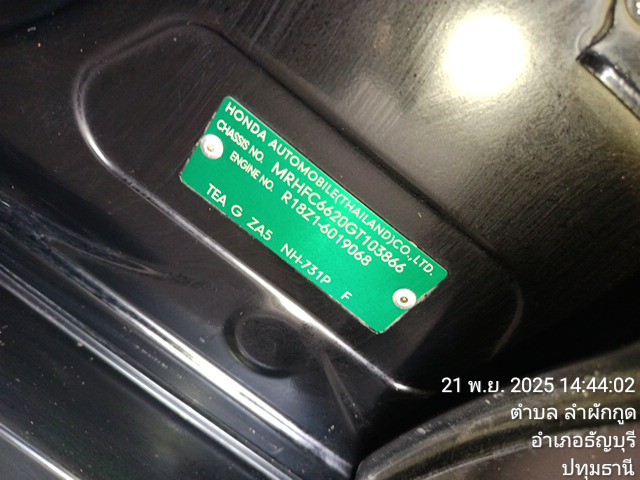 HONDA AUTOMOBILE(THAILAND)CO.,LTD.
CHASSIS NO. MRHFC6620GT103866
ENGINE NO. R18Z1-6019068
TEA G ZA5 NH-731P F
21 พ.ย. 2025 14:44:02
ตำบล ลำผักกูด
อำเภอธัญบุรี
ปทุมธานี